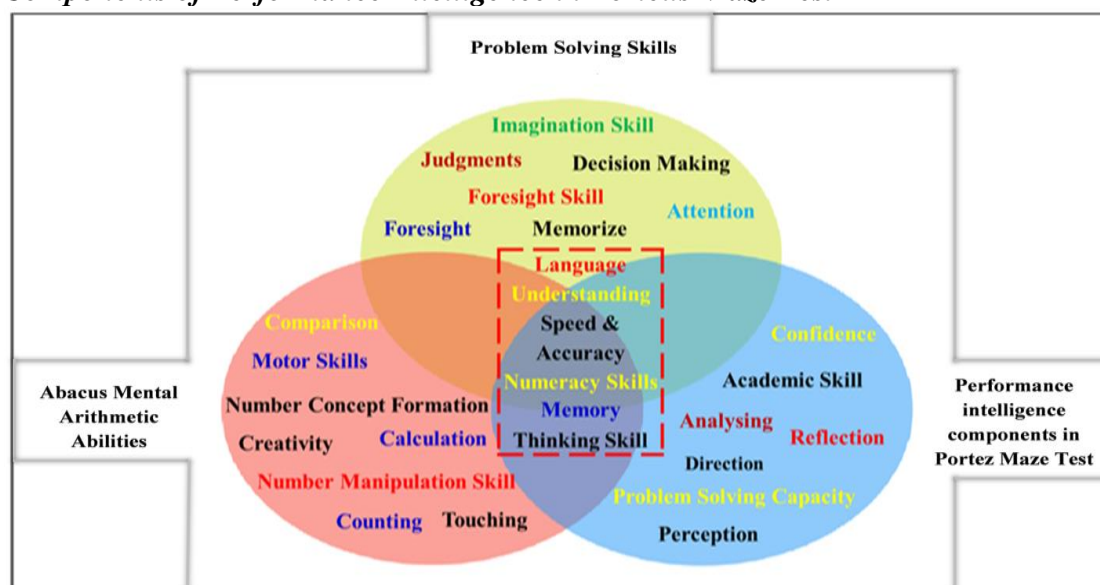 Problem Solving Skills
Imagination Skill
Judgments
Decision Making
Foresight Skill
Attention
Foresight
Memorize
Language
Understanding
Speed &
Accuracy
Numeracy Skills
Memory
Thinking Skill
Comparison
Motor Skills
Number Concept Formation
Creativity
Calculation
Number Manipulation Skill
Counting
Touching
Confidence
Academic Skill
Analysing
Reflection
Direction
Problem Solving Capacity
Perception
Abacus Mental
Arithmetic
Abilities
Performance
intelligence
components in
Portez Maze Test